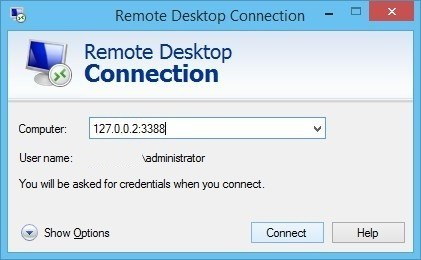 Remote Desktop Connection
Remote Desktop
Connection
Computer: 127.0.0.2:3388
User name: \administrator
You will be asked for credentials when you connect.
Show Options Connect Help